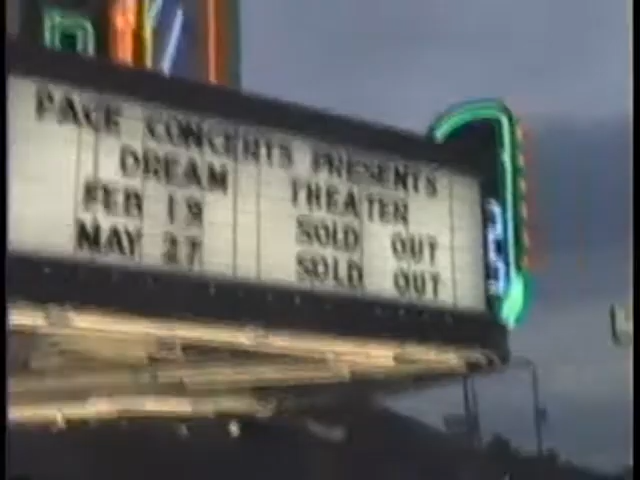 PACE CONCERTS PRESENTS
DREAM THEATER
FEB 19 SOLD OUT
MAY 27 SOLD OUT